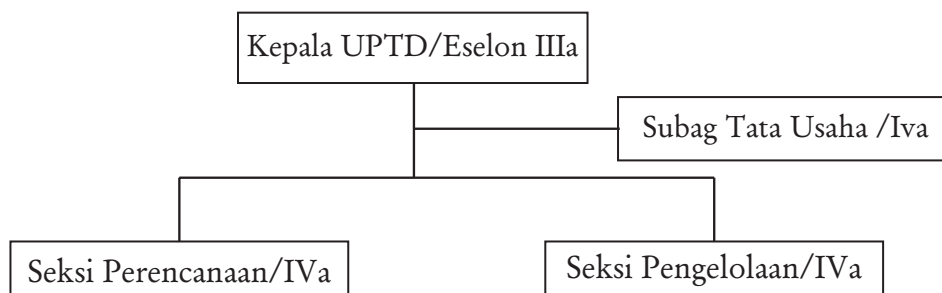 Kepala UPTD/Eselon IIIa
Subag Tata Usaha /Iva
Seksi Perencanaan/IVa
Seksi Pengelolaan/IVa